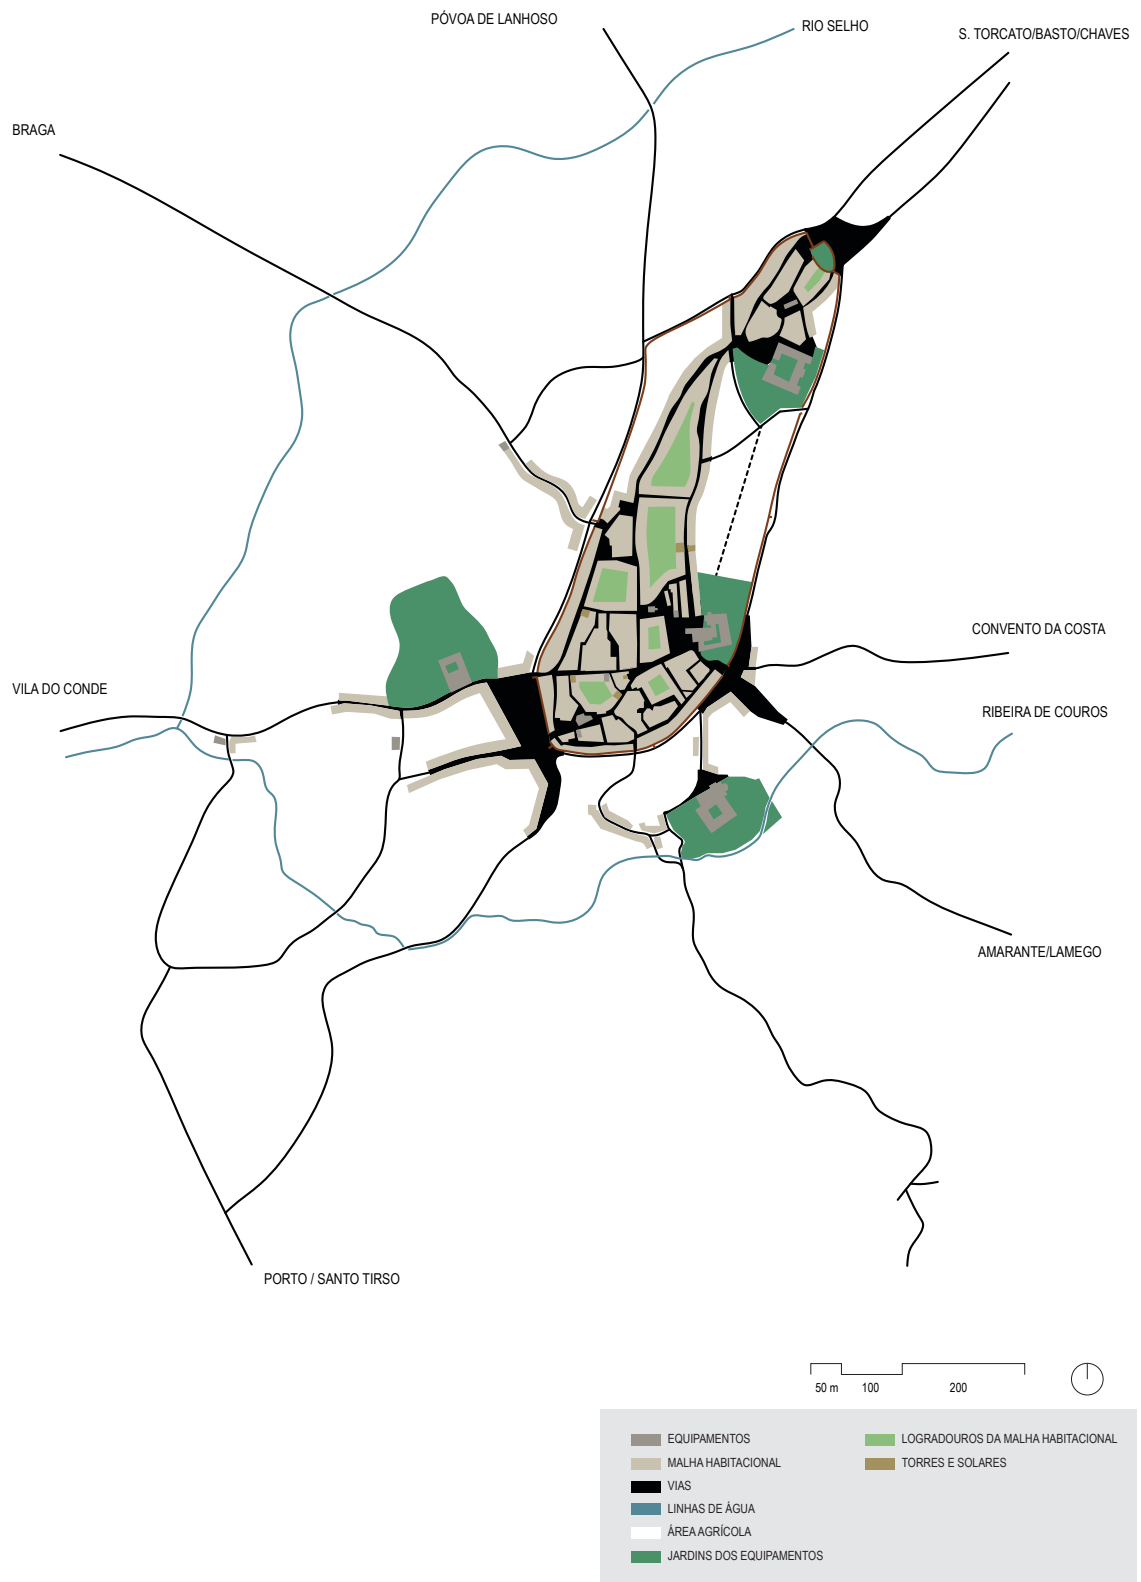 PÓVOA DE LANHOSO
RIO SELHO
S. TORCATO/BASTO/CHAVES
BRAGA
CONVENTO DA COSTA
VILA DO CONDE
RIBEIRA DE COUROS
AMARANTE/LAMEGO
PORTO / SANTO TIRSO
50 m 100 200
EQUIPAMENTOS
MALHA HABITACIONAL
VIAS
LINHAS DE ÁGUA
ÁREA AGRÍCOLA
JARDINS DOS EQUIPAMENTOS
LOGRADOUROS DA MALHA HABITACIONAL
TORRES E SOLARES